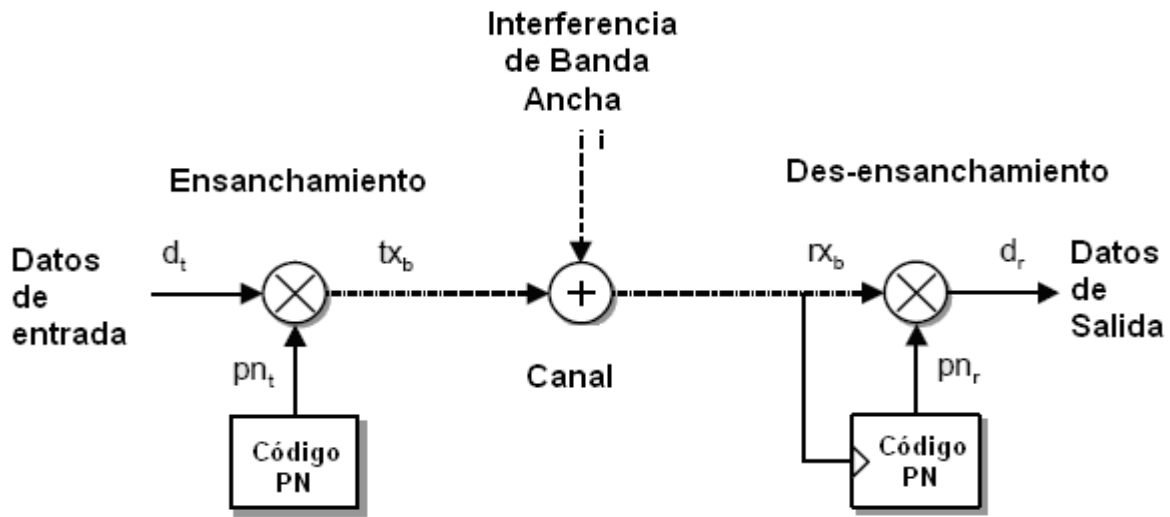 Interferencia
de Banda
Ancha
i
Ensanchamiento
Des-ensanchamiento
Datos
de
entrada
d_t
tx_b
+
rx_b
d_r
Datos
de
Salida
pn_t
Canal
pn_r
Código
PN
Código
PN